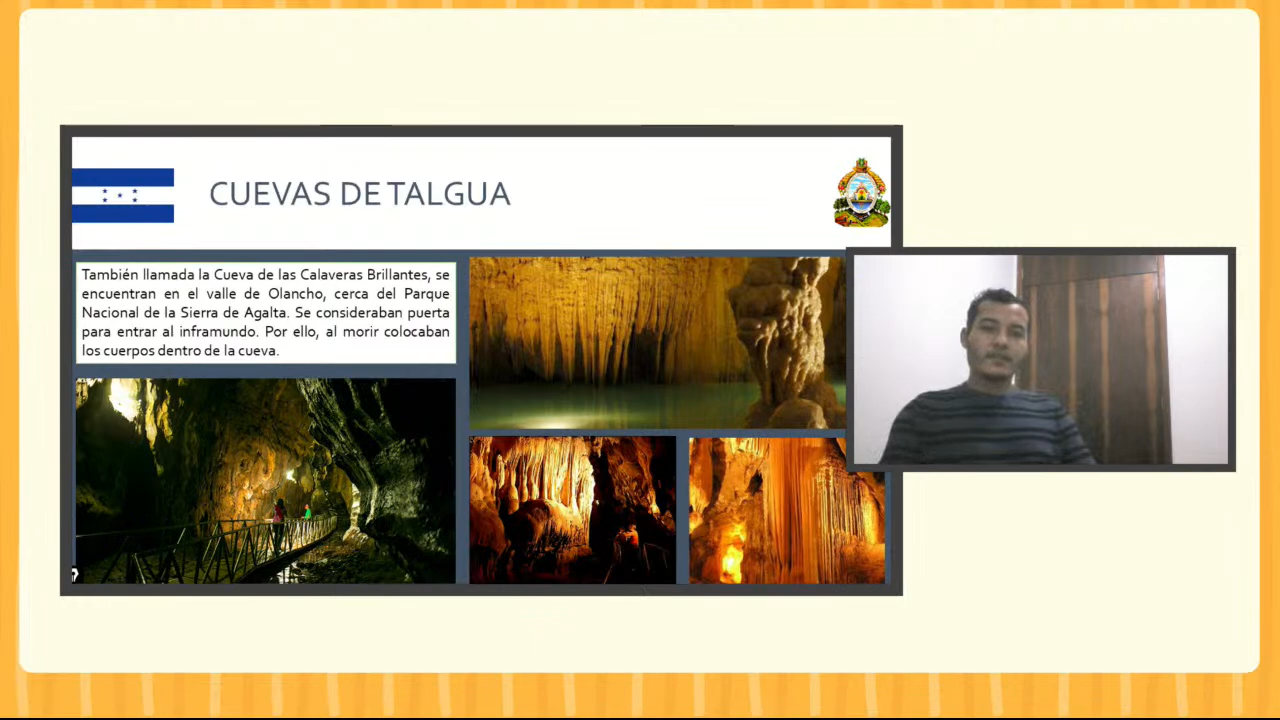 CUEVAS DE TALGUA
También llamada la Cueva de las Calaveras Brillantes, se
encuentran en el valle de Olancho, cerca del Parque
Nacional de la Sierra de Agalta. Se consideraban puerta
para entrar al inframundo. Por ello, al morir colocaban
los cuerpos dentro de la cueva.